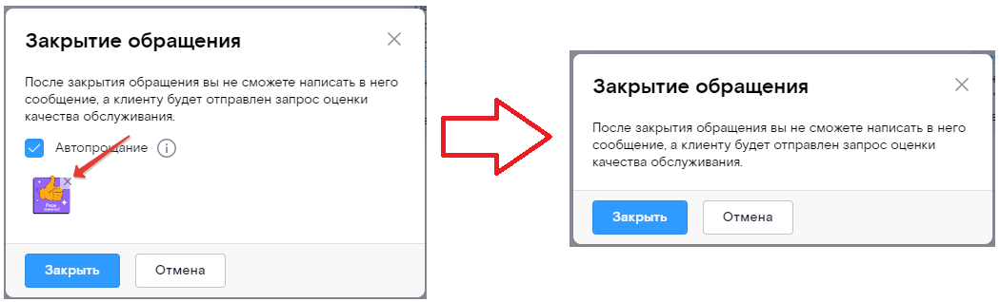 Закрытие обращения
После закрытия обращения вы не сможете написать в него
сообщение, а клиенту будет отправлен запрос оценки
качества обслуживания.
Автопрощание
Закрыть
Отмена
Закрытие обращения
После закрытия обращения вы не сможете написать в него
сообщение, а клиенту будет отправлен запрос оценки
качества обслуживания.
Закрыть
Отмена